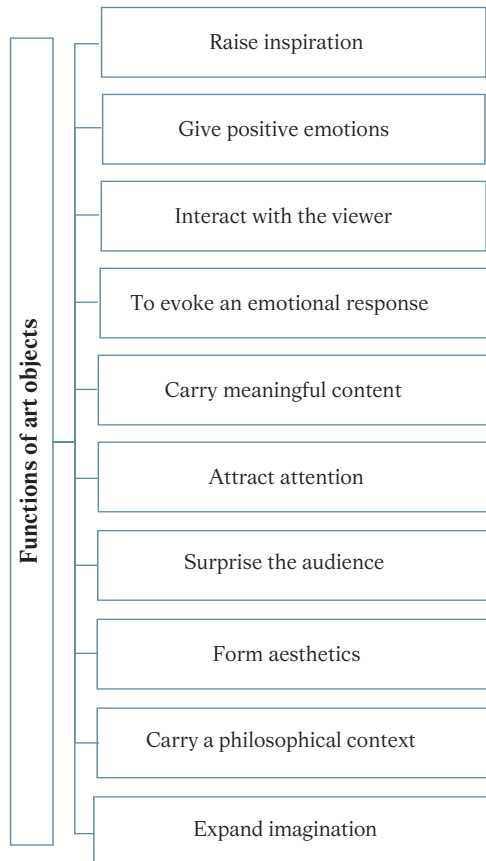 Functions of art objects
Raise inspiration
Give positive emotions
Interact with the viewer
To evoke an emotional response
Carry meaningful content
Attract attention
Surprise the audience
Form aesthetics
Carry a philosophical context
Expand imagination